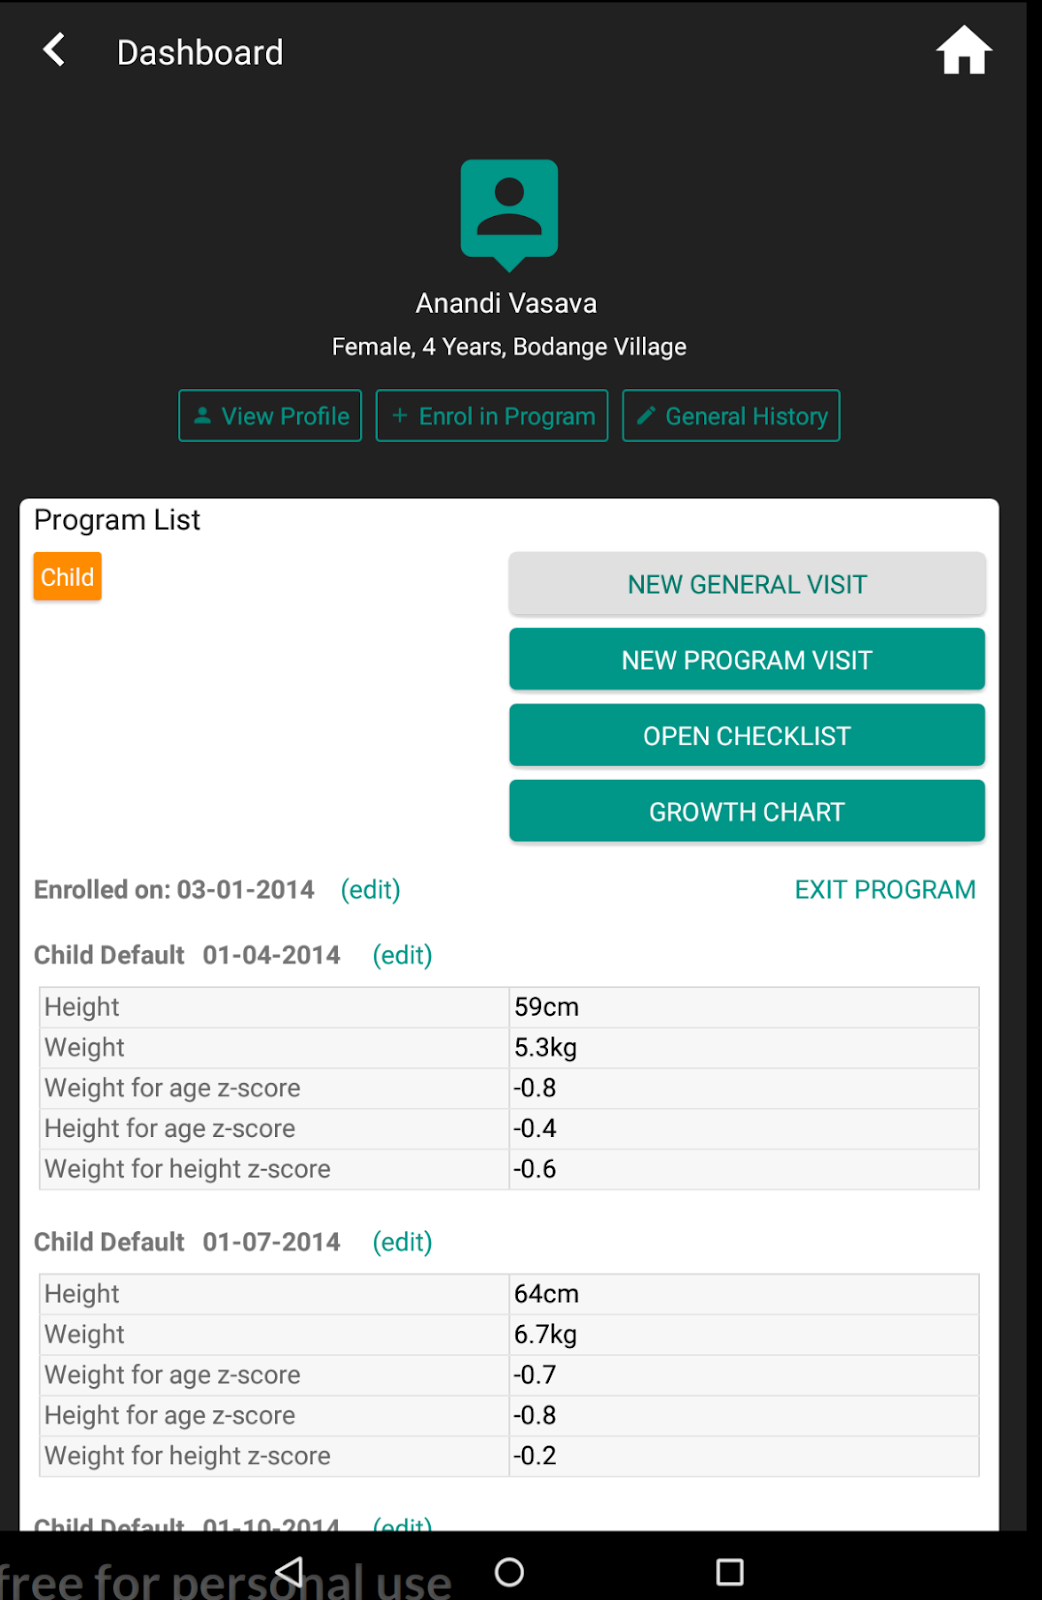 Dashboard
Anandi Vasava
Female, 4 Years, Bodange Village
View Profile
+ Enrol in Program
General History
Program List
Child
NEW GENERAL VISIT
NEW PROGRAM VISIT
OPEN CHECKLIST
GROWTH CHART
Enrolled on: 03-01-2014 (edit) EXIT PROGRAM
Child Default 01-04-2014 (edit)
Height 59cm
Weight 5.3kg
Weight for age z-score -0.8
Height for age z-score -0.4
Weight for height z-score -0.6
Child Default 01-07-2014 (edit)
Height 64cm
Weight 6.7kg
Weight for age z-score -0.7
Height for age z-score -0.8
Weight for height z-score -0.2
Child Default 01-10-2014 (edit)
free for personal use